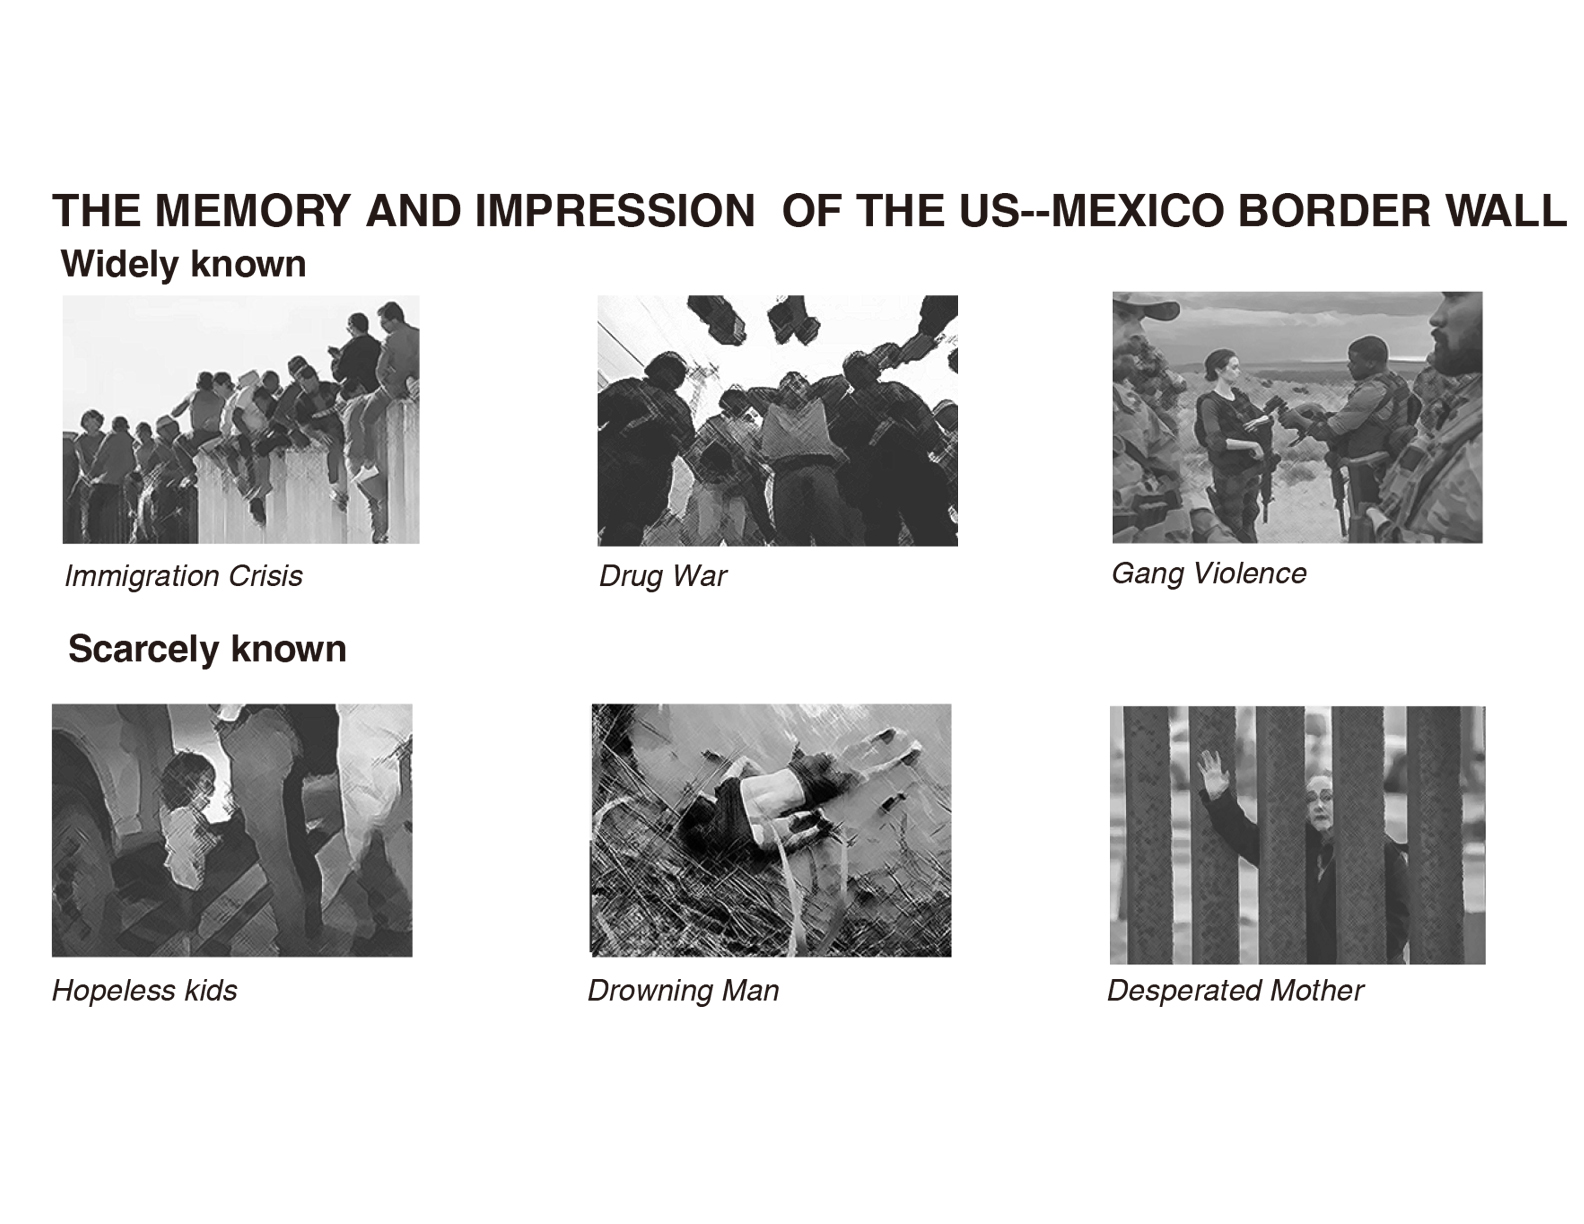 THE MEMORY AND IMPRESSION OF THE US--MEXICO BORDER WALL
Widely known
Immigration Crisis
Drug War
Gang Violence
Scarcely known
Hopeless kids
Drowning Man
Desperated Mother